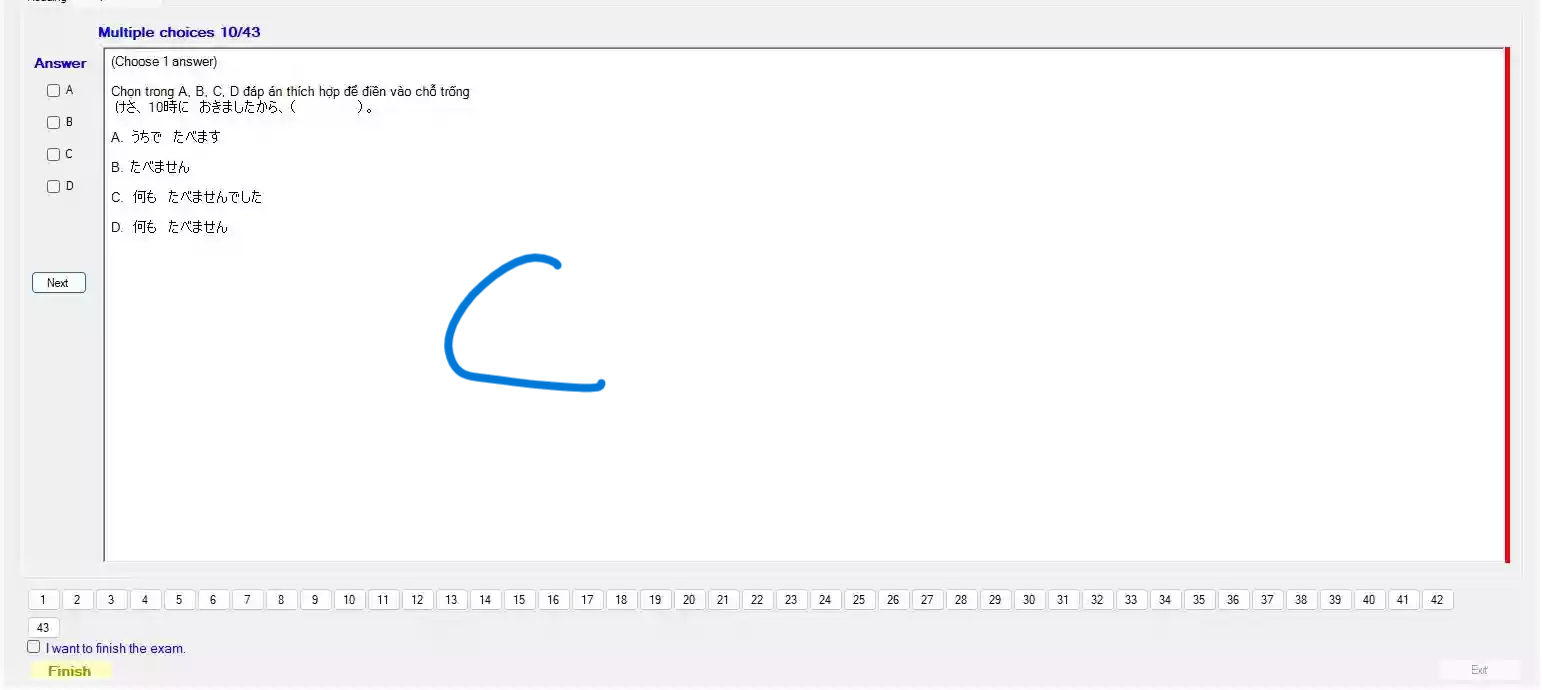 Multiple choices 10/43
Answer
(Choose 1 answer)
A
B
C
D
Chọn trong A, B, C, D đáp án thích hợp để điền vào chỗ trống
けさ、10時に　おきましたから、(　　　　　)。
A. うちで　たべます
B. たべません
C. 何も　たべませんでした
D. 何も　たべません
Next
C
1 2 3 4 5 6 7 8 9 10 11 12 13 14 15 16 17 18 19 20 21 22 23 24 25 26 27 28 29 30 31 32 33 34 35 36 37 38 39 40 41 42
43
I want to finish the exam.
Finish
Exit